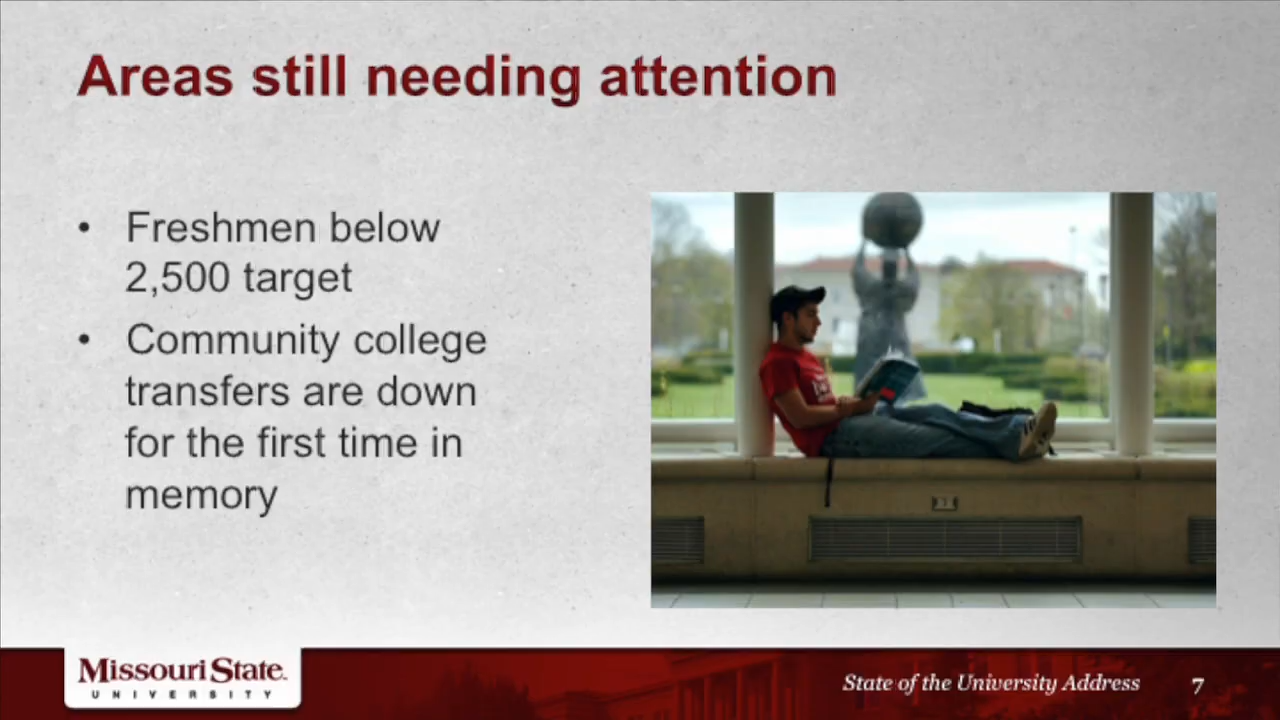 Areas still needing attention
• Freshmen below
2,500 target
• Community college
transfers are down
for the first time in
memory
Missouri State.
UNIVERSITY
State of the University Address 7